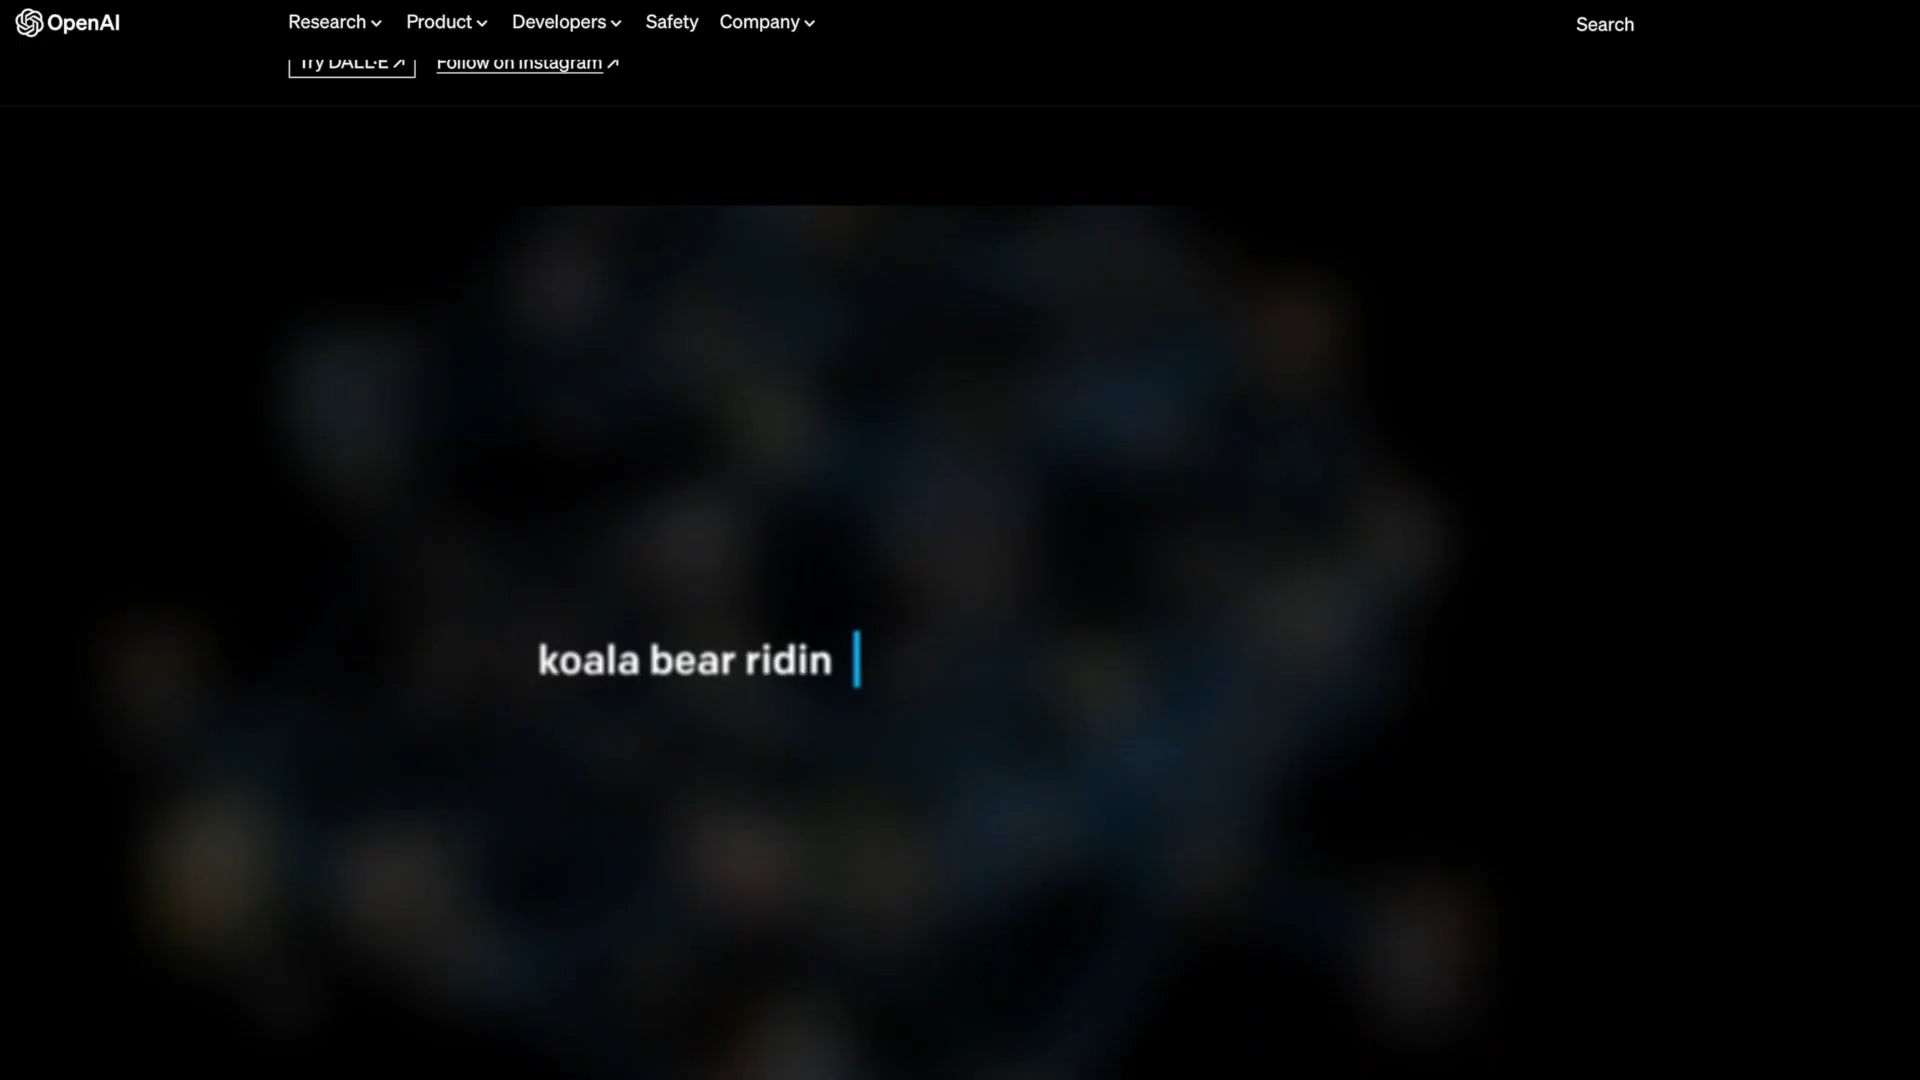 OpenAI Research Product Developers Safety Company Search
Try DALL·E Follow on Instagram
koala bear ridin